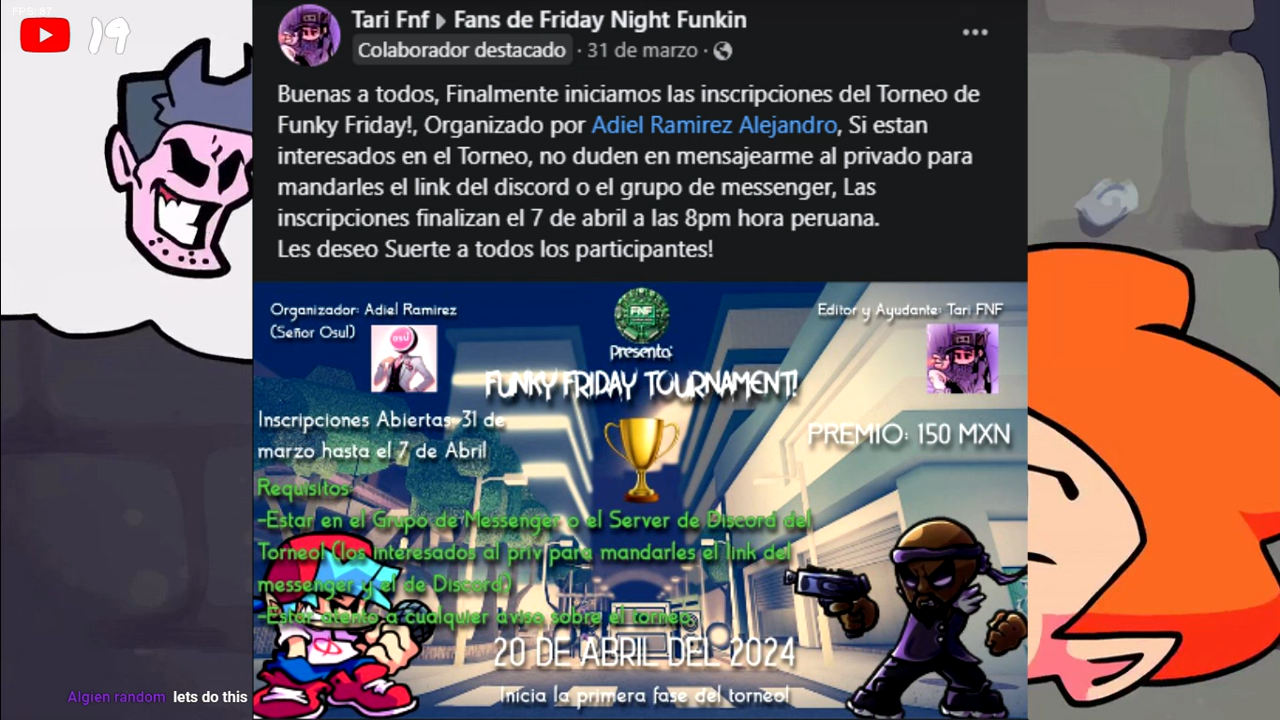 FPS: 67
19
Tari Fnf ▸ Fans de Friday Night Funkin
Colaborador destacado · 31 de marzo ·
Buenas a todos, Finalmente iniciamos las inscripciones del Torneo de
Funky Friday!, Organizado por Adiel Ramirez Alejandro, Si estan
interesados en el Torneo, no duden en mensajearme al privado para
mandarles el link del discord o el grupo de messenger, Las
inscripciones finalizan el 7 de abril a las 8pm hora peruana.
Les deseo Suerte a todos los participantes!
Organizador: Adiel Ramirez
(Señor Osu!)
osu!
FNF
Presenta:
FUNKY FRIDAY TOURNAMENT!
Editor y Ayudante: Tari FNF
Inscripciones Abiertas: 31 de
marzo hasta el 7 de Abril
PREMIO: 150 MXN
Requisitos:
-Estar en el Grupo de Messenger o el Server de Discord del
Torneo! (los interesados al priv para mandarles el link del
messenger y el de Discord)
-Estar atento a cualquier aviso sobre el torneo.
20 DE ABRIL DEL 2024
Inicia la primera fase del torneo!
Algien random lets do this